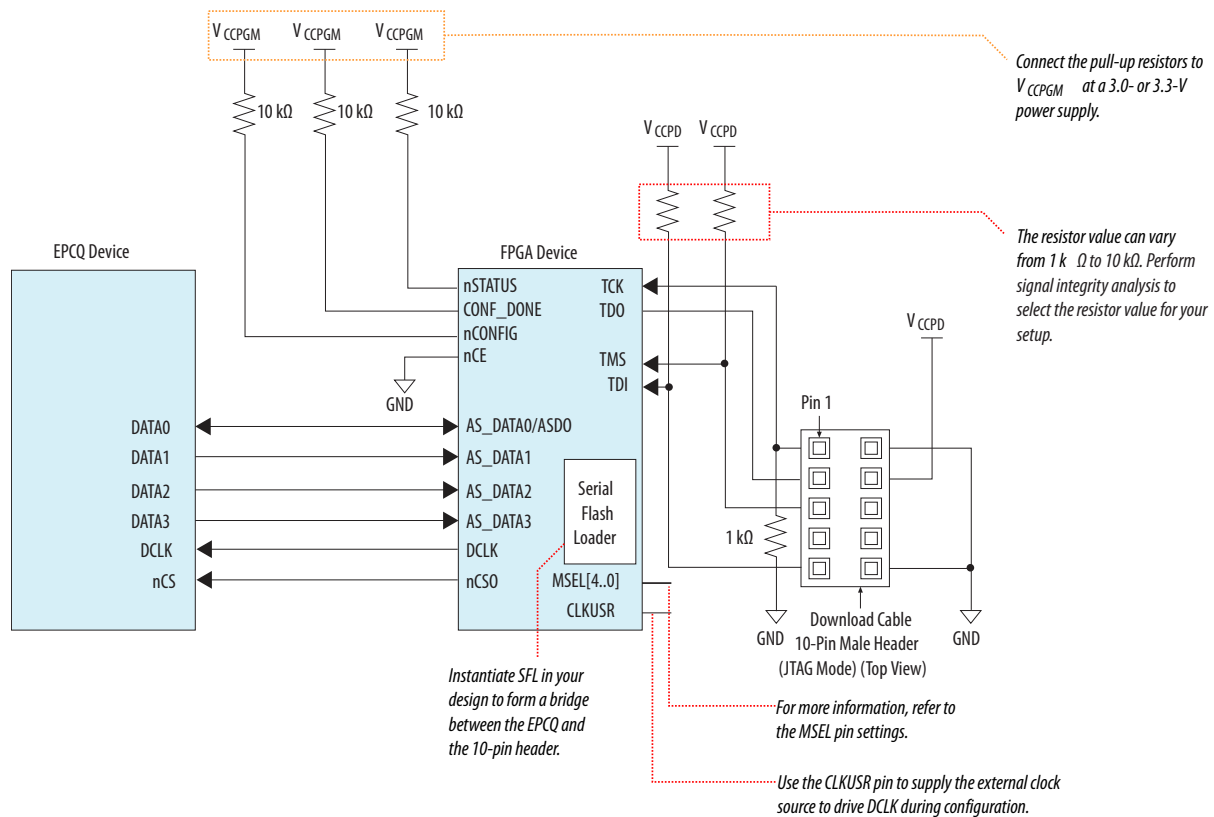 V CCPGM V CCPGM V CCPGM
Connect the pull-up resistors to
V CCPGM at a 3.0- or 3.3-V
power supply.
10 kΩ 10 kΩ 10 kΩ
V CCPD V CCPD
The resistor value can vary
from 1 k Ω to 10 kΩ. Perform
signal integrity analysis to
select the resistor value for your
setup.
EPCQ Device
FPGA Device
nSTATUS
CONF_DONE
nCONFIG
nCE
GND
TCK
TDO
TMS
TDI
V CCPD
Pin 1
DATA0
DATA1
DATA2
DATA3
DCLK
nCS
AS_DATA0/ASDO
AS_DATA1
AS_DATA2
AS_DATA3
DCLK
nCSO
Serial
Flash
Loader
MSEL[4..0]
CLKUSR
1 kΩ
GND
GND
Download Cable
10-Pin Male Header
(JTAG Mode) (Top View)
Instantiate SFL in your
design to form a bridge
between the EPCQ and
the 10-pin header.
For more information, refer to
the MSEL pin settings.
Use the CLKUSR pin to supply the external clock
source to drive DCLK during configuration.